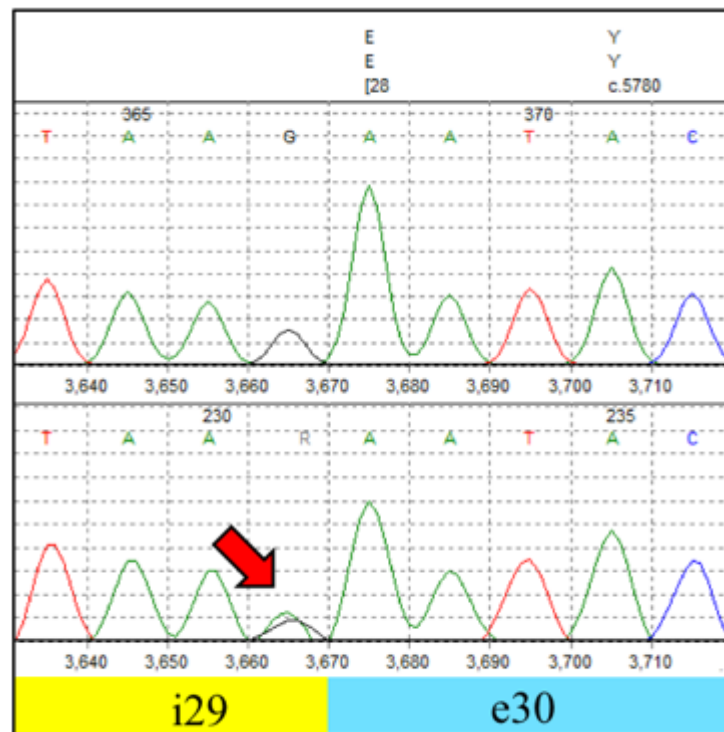 E Y
E Y
[28 c.5780
365 370
T A A G A A T A C
3,640 3,650 3,660 3,670 3,680 3,690 3,700 3,710
230 235
T A A R A A T A C
3,640 3,650 3,660 3,670 3,680 3,690 3,700 3,710
i29 e30